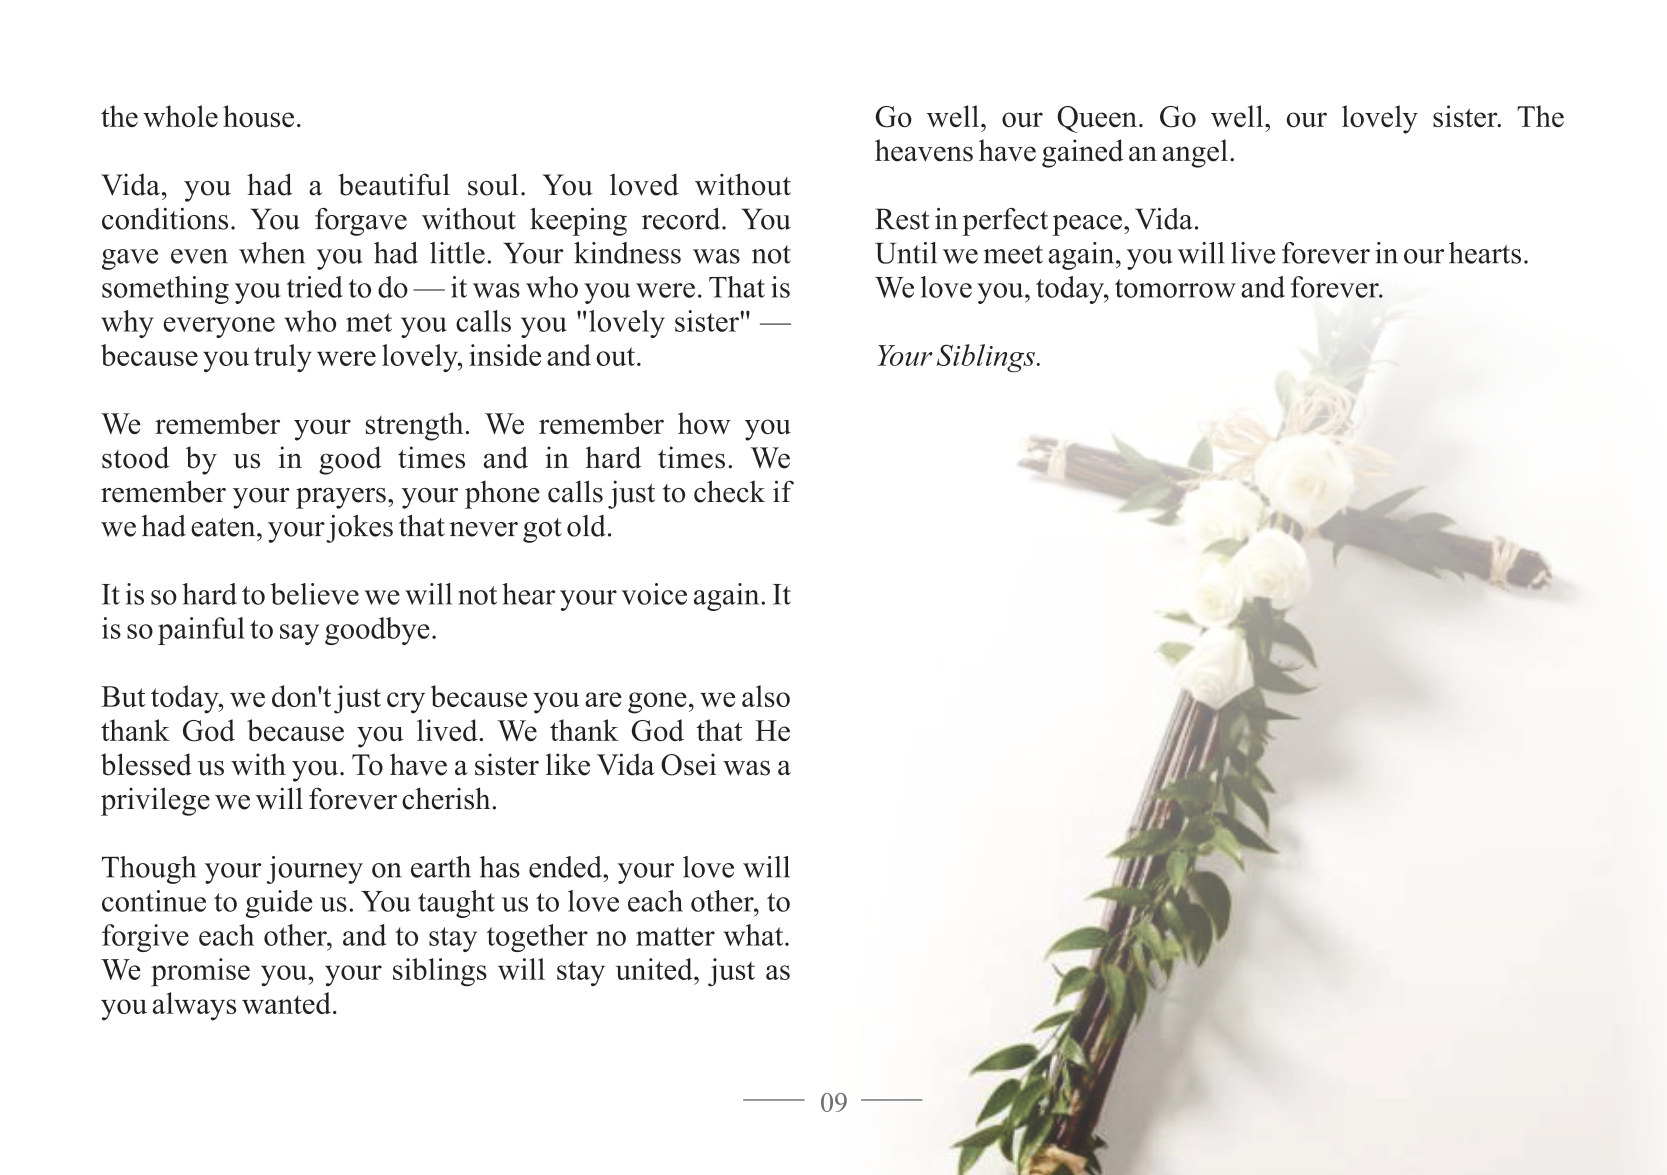 the whole house.
Vida, you had a beautiful soul. You loved without
conditions. You forgave without keeping record. You
gave even when you had little. Your kindness was not
something you tried to do — it was who you were. That is
why everyone who met you calls you "lovely sister" —
because you truly were lovely, inside and out.
We remember your strength. We remember how you
stood by us in good times and in hard times. We
remember your prayers, your phone calls just to check if
we had eaten, your jokes that never got old.
It is so hard to believe we will not hear your voice again. It
is so painful to say goodbye.
But today, we don't just cry because you are gone, we also
thank God because you lived. We thank God that He
blessed us with you. To have a sister like Vida Osei was a
privilege we will forever cherish.
Though your journey on earth has ended, your love will
continue to guide us. You taught us to love each other, to
forgive each other, and to stay together no matter what.
We promise you, your siblings will stay united, just as
you always wanted.
Go well, our Queen. Go well, our lovely sister. The
heavens have gained an angel.
Rest in perfect peace, Vida.
Until we meet again, you will live forever in our hearts.
We love you, today, tomorrow and forever.
Your Siblings.
09